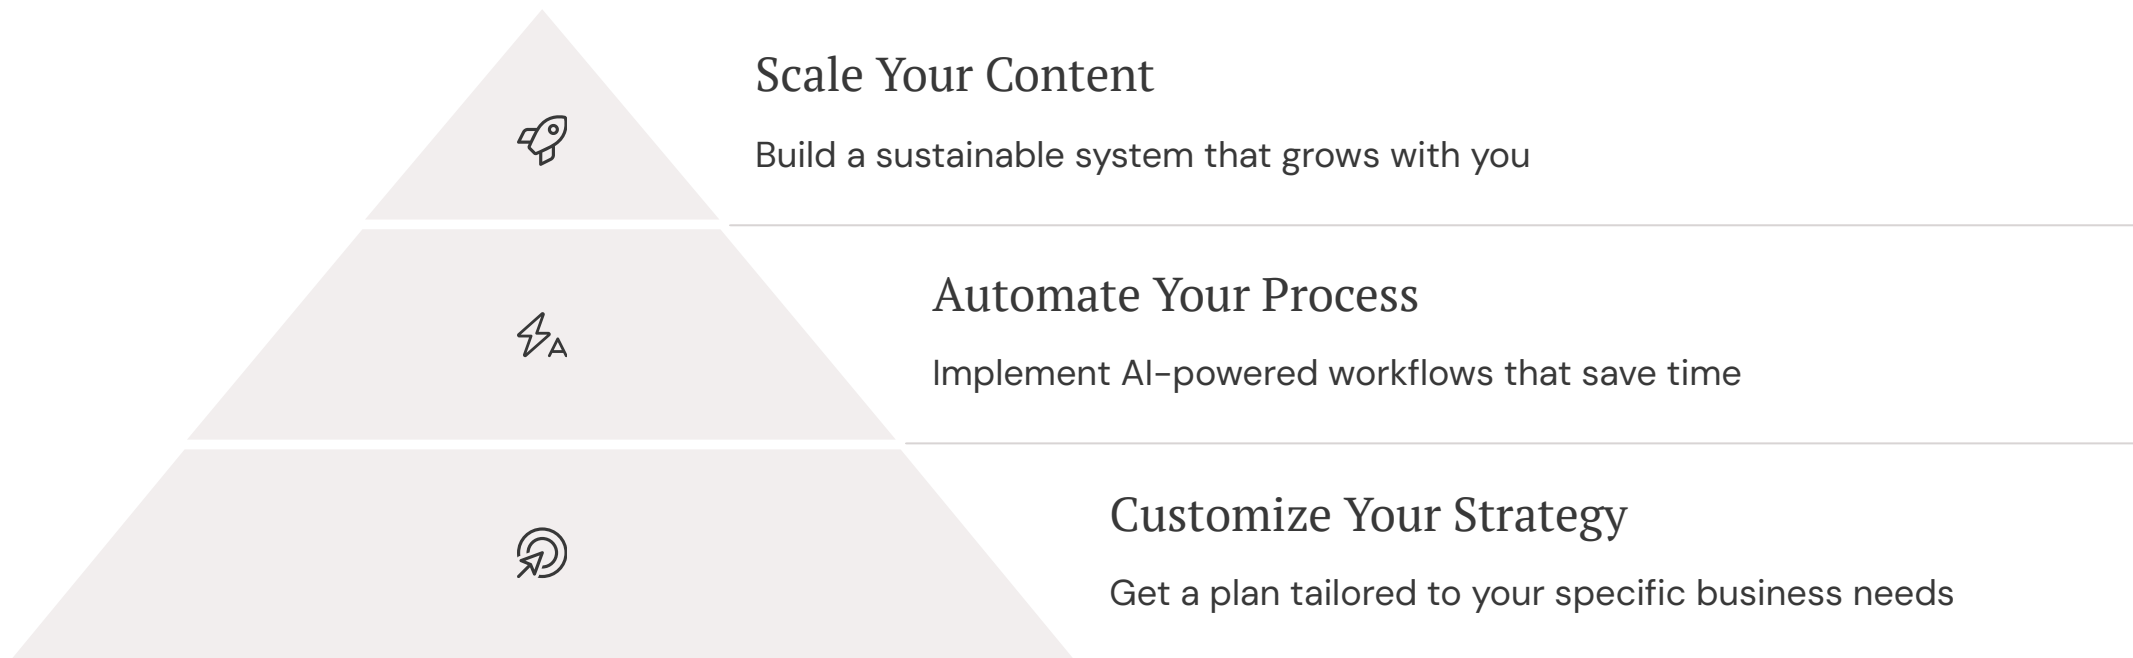 Scale Your Content
Build a sustainable system that grows with you
Automate Your Process
Implement AI-powered workflows that save time
A
Customize Your Strategy
Get a plan tailored to your specific business needs